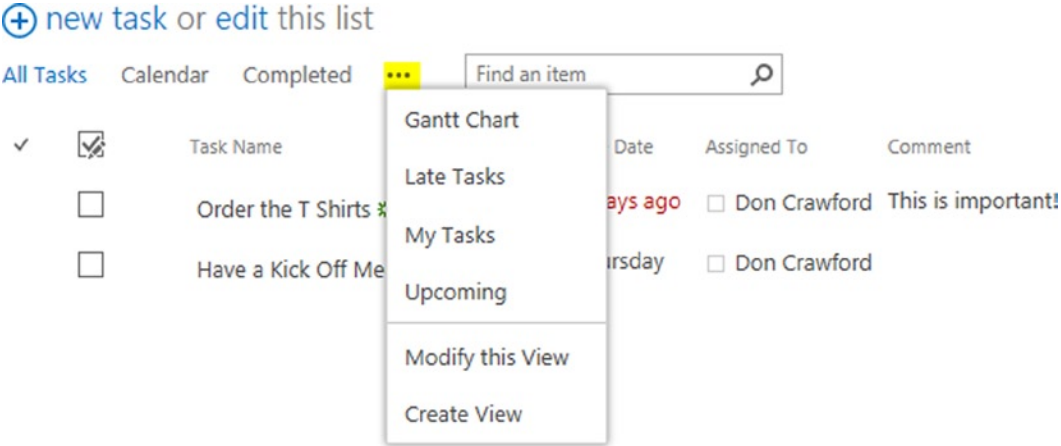 new task or edit this list
All Tasks Calendar Completed ... Find an item
Gantt Chart
Task Name Date Assigned To Comment
Late Tasks
Order the T Shirts ays ago Don Crawford This is important!
My Tasks
Have a Kick Off Me ursday Don Crawford
Upcoming
Modify this View
Create View